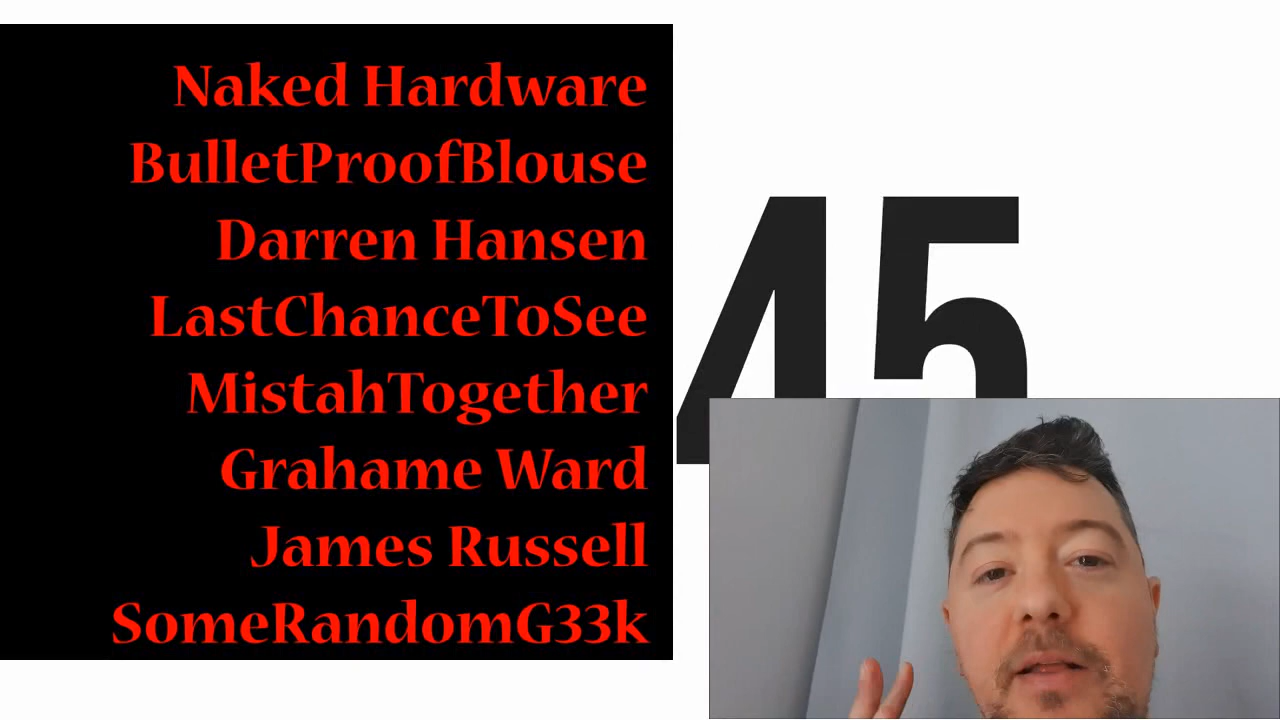 Naked Hardware
BulletProofBlouse
Darren Hansen
LastChanceToSee
MistahTogether
Grahame Ward
James Russell
SomeRandomG33k
45